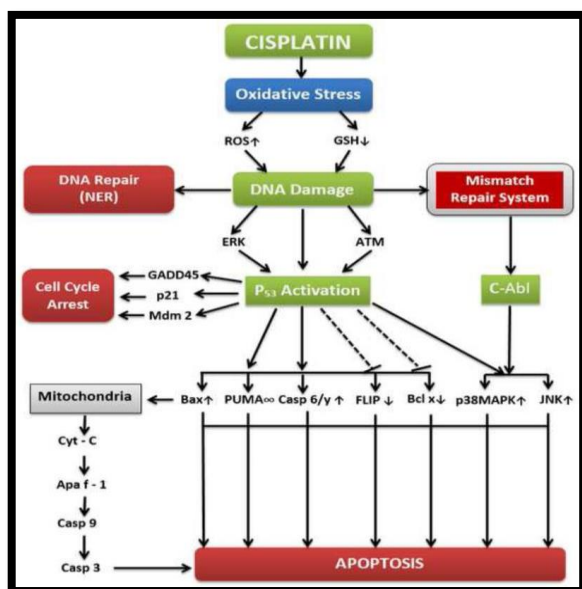 CISPLATIN
Oxidative Stress
ROS↑ GSH↓
DNA Repair
(NER)
DNA Damage
Mismatch
Repair System
ERK ATM
Cell Cycle
Arrest
GADD45
p21
Mdm 2
P53 Activation
C-Abl
Mitochondria
Bax↑ PUMA∞ Casp 6/y ↑ FLIP ↓ Bcl x↓ p38MAPK↑ JNK↑
Cyt - C
Apa f - 1
Casp 9
Casp 3
APOPTOSIS